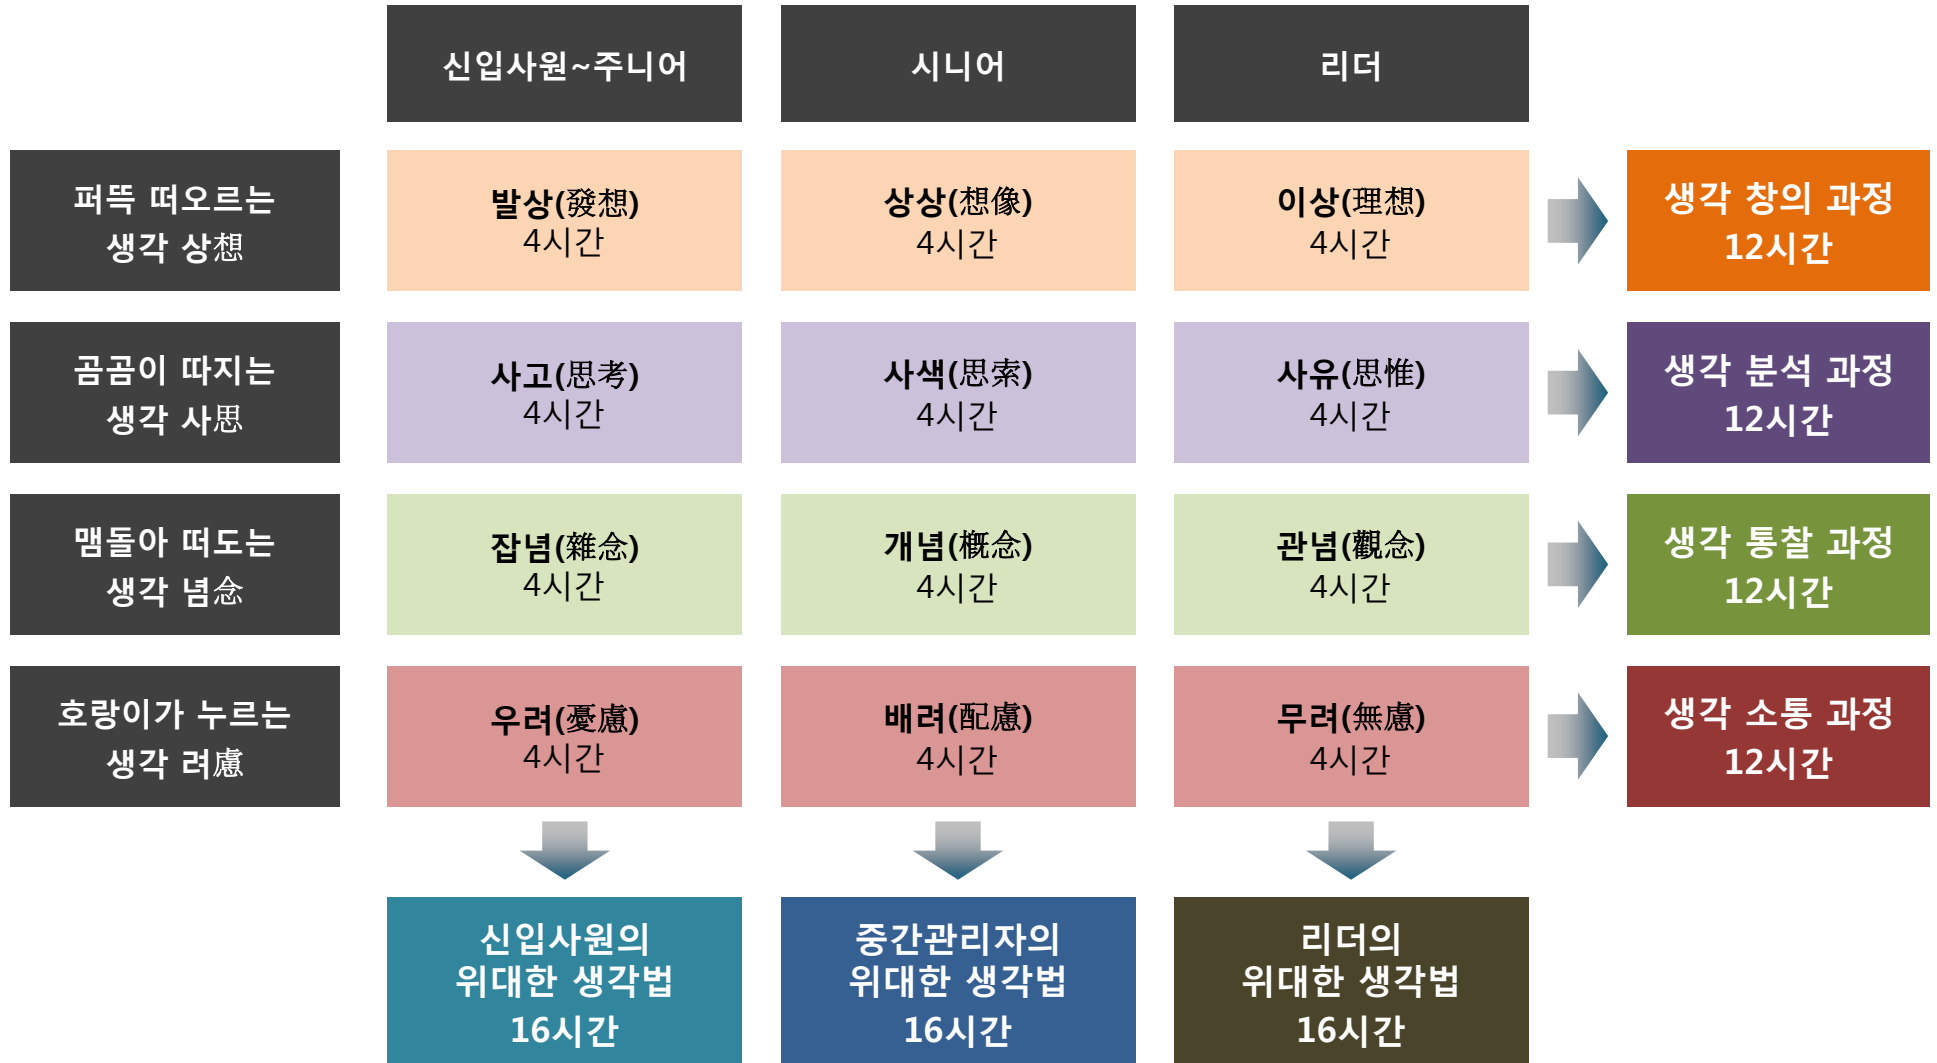 신입사원~주니어
시니어
리더
퍼뜩 떠오르는
생각 상想
발상(發想)
4시간
상상(想像)
4시간
이상(理想)
4시간
생각 창의 과정
12시간
곰곰이 따지는
생각 사思
사고(思考)
4시간
사색(思索)
4시간
사유(思惟)
4시간
생각 분석 과정
12시간
맴돌아 떠도는
생각 념念
잡념(雜念)
4시간
개념(槪念)
4시간
관념(觀念)
4시간
생각 통찰 과정
12시간
호랑이가 누르는
생각 려慮
우려(憂慮)
4시간
배려(配慮)
4시간
무려(無慮)
4시간
생각 소통 과정
12시간
신입사원의
위대한 생각법
16시간
중간관리자의
위대한 생각법
16시간
리더의
위대한 생각법
16시간